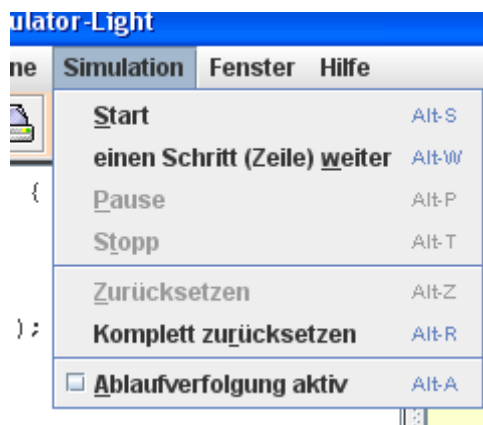 ulator-Light
ne Simulation Fenster Hilfe
Start Alt-S
einen Schritt (Zeile) weiter Alt-W
{
Pause Alt-P
Stopp Alt-T
Zurücksetzen Alt-Z
); Komplett zurücksetzen Alt-R
Ablaufverfolgung aktiv Alt-A